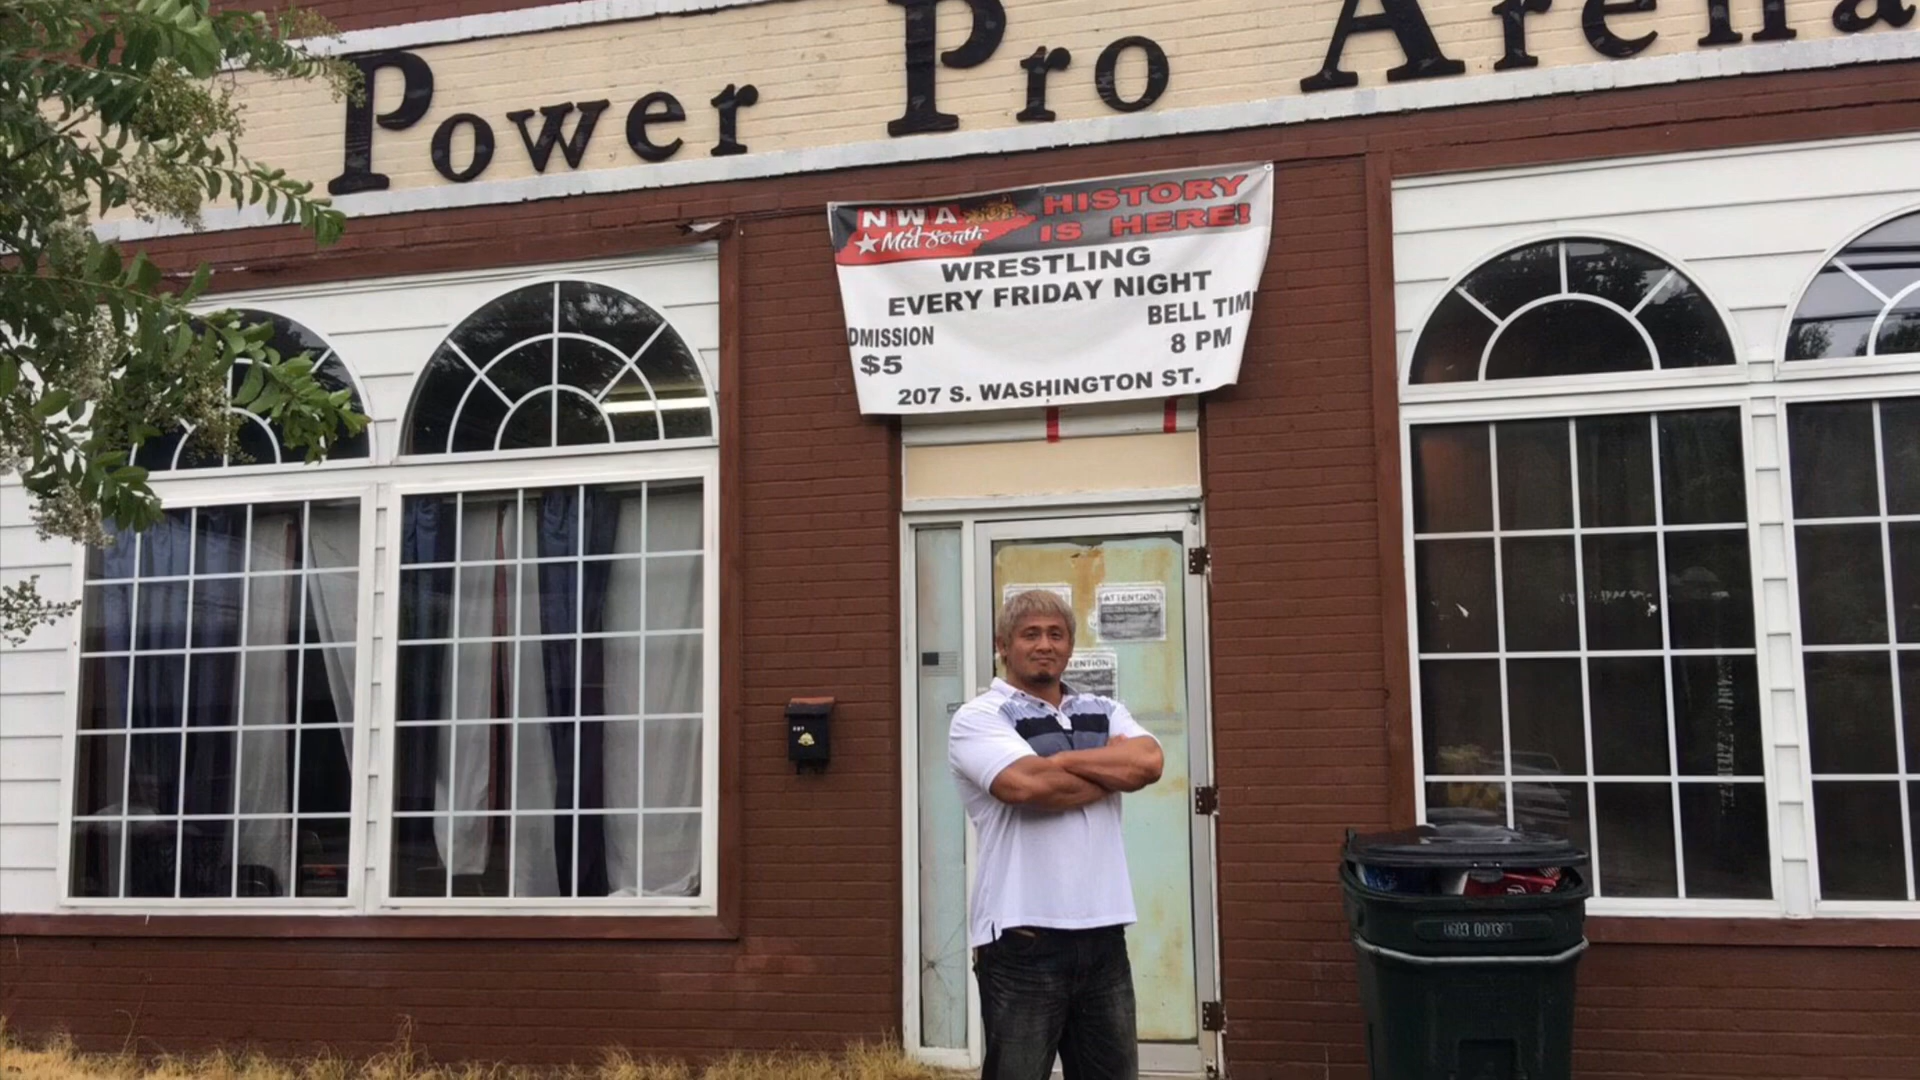 Power Pro Arena
NWA
Mid South
HISTORY
IS HERE!
WRESTLING
EVERY FRIDAY NIGHT
DMISSION
BELL TIM
$5
8 PM
207 S. WASHINGTON ST.
ATTENTION
TENTION